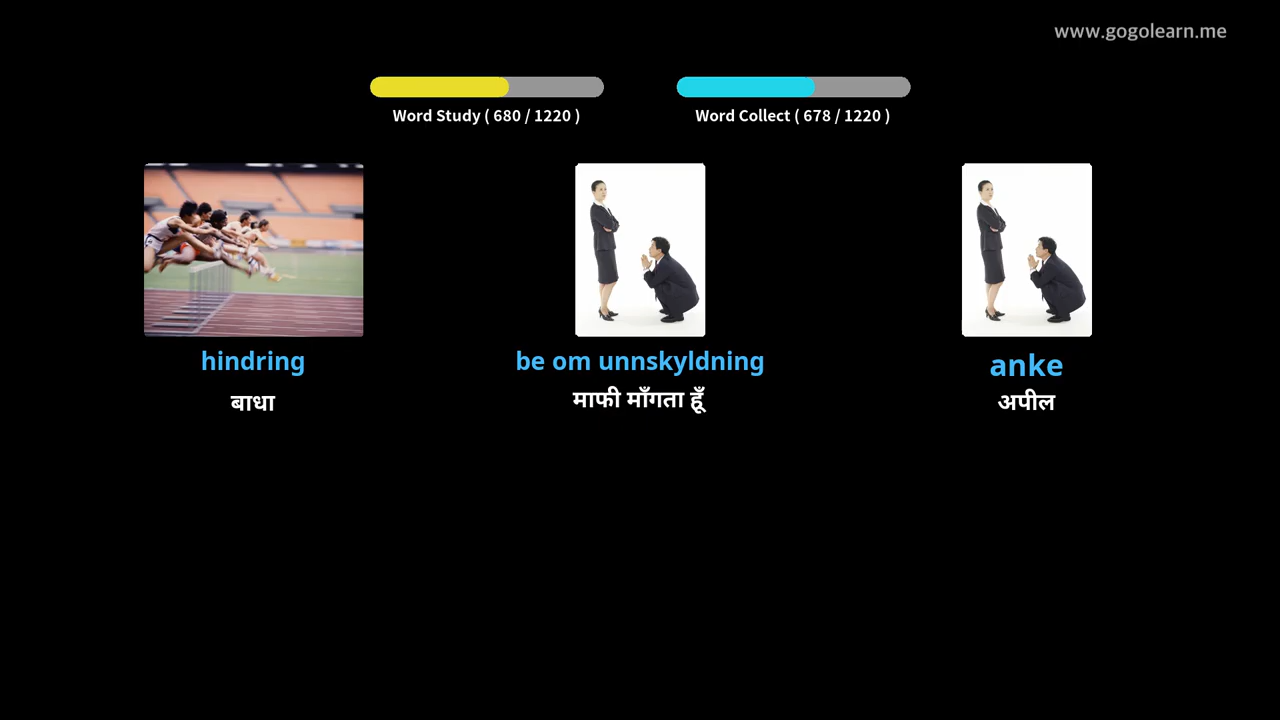 www.gogolearn.me
Word Study ( 680 / 1220 )
Word Collect ( 678 / 1220 )
hindring
be om unnskyldning
anke
बाधा
माफी माँगता हूँ
अपील